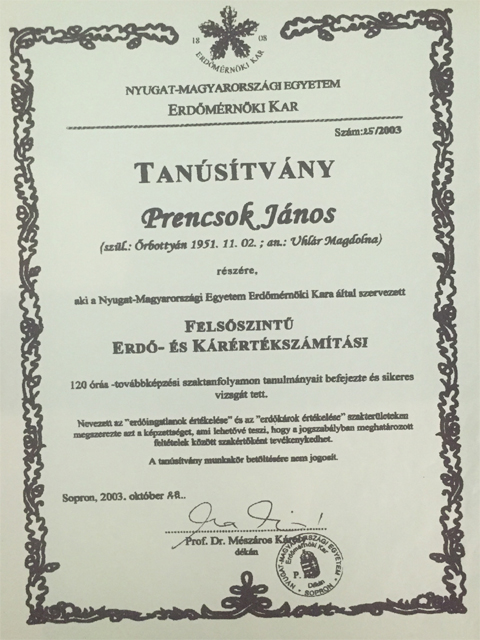 18 08
ERDŐMÉRNÖKI KAR
NYUGAT-MAGYARORSZÁGI EGYETEM
ERDŐMÉRNÖKI KAR
Szám:25/2003
TANÚSÍTVÁNY
Prencsok János
(szül.: Őrbottyán 1951. 11. 02. ; an.: Uhlár Magdolna)
részére,
aki a Nyugat-Magyarországi Egyetem Erdőmérnöki Kara által szervezett
FELSŐSZINTŰ
ERDŐ- ÉS KÁRÉRTÉKSZÁMÍTÁSI
120 órás -továbbképzési szaktanfolyamon tanulmányait befejezte és sikeres
vizsgát tett.
Nevezett az "erdőingatlanok értékelése" és az "erdőkárok értékelése" szakterületeken
megszerezte azt a képzettséget, ami lehetővé teszi, hogy a jogszabályban meghatározott
feltételek között szakértőként tevékenykedhet.
A tanúsítvány munkakör betöltésére nem jogosít.
Sopron, 2003. október
Prof. Dr. Mészáros Károly
dékán
NYUGAT-MAGYARORSZÁGI EGYETEM
Erdőmérnöki Kar
P.
Dékán
SOPRON